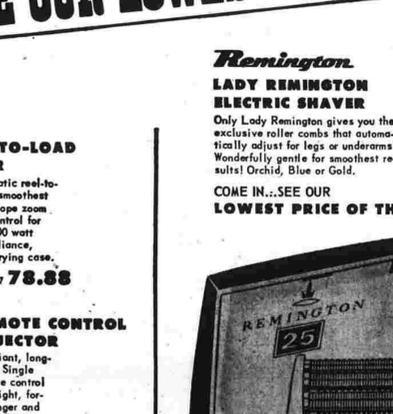 OUR
TO-LOAD
atic reel-to-
smoothest
ope zoom
ntrol for
00 watt
liance,
rying case.
78.88
MOTE CONTROL
JECTOR
iant, long-
Single
e control
ight, for-
nger and
Remington
LADY REMINGTON
ELECTRIC SHAVER
Only Lady Remington gives you the
exclusive roller combs that automa-
tically adjust for legs or underarms
Wonderfully gentle for smoothest re-
sults! Orchid, Blue or Gold.
COME IN...SEE OUR
LOWEST PRICE OF TH
REMINGTON
25